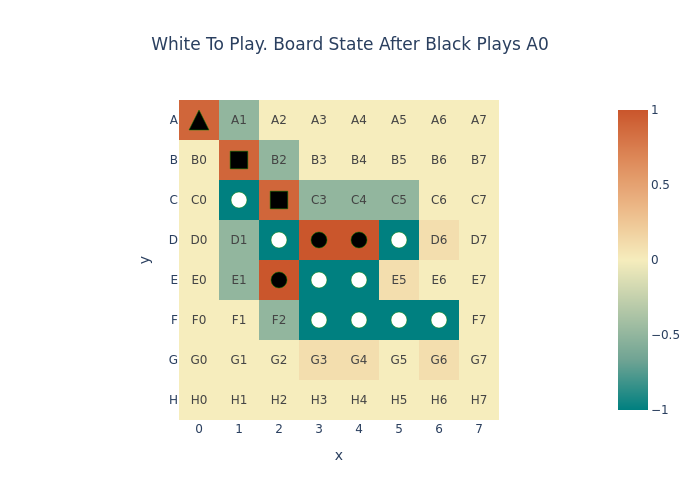 White To Play. Board State After Black Plays A0
A A1 A2 A3 A4 A5 A6 A7
B B0 B2 B3 B4 B5 B6 B7
C C0 C3 C4 C5 C6 C7
D D0 D1 D6 D7
E E0 E1 E5 E6 E7
F F0 F1 F2 F7
G G0 G1 G2 G3 G4 G5 G6 G7
H H0 H1 H2 H3 H4 H5 H6 H7
0 1 2 3 4 5 6 7
x
y
1
0.5
0
−0.5
−1